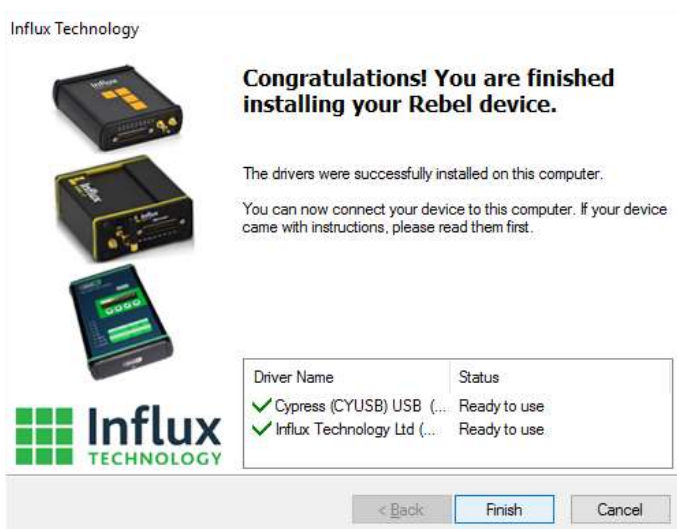 Influx Technology
Congratulations! You are finished
installing your Rebel device.
The drivers were successfully installed on this computer.
You can now connect your device to this computer. If your device
came with instructions, please read them first.
Driver Name Status
Cypress (CYUSB) USB (... Ready to use
Influx Technology Ltd (... Ready to use
Influx
TECHNOLOGY
< Back Finish Cancel